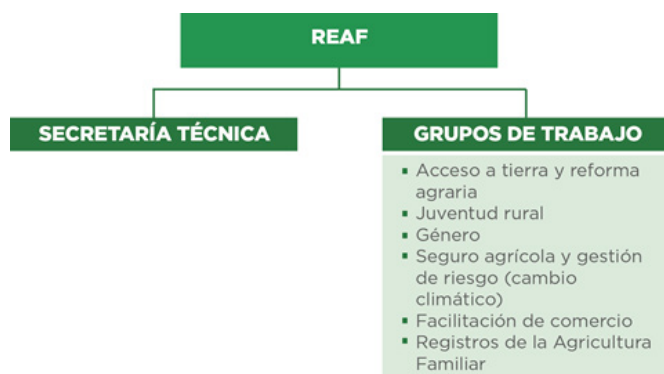 REAF
SECRETARÍA TÉCNICA
GRUPOS DE TRABAJO
▪ Acceso a tierra y reforma
agraria
▪ Juventud rural
▪ Género
▪ Seguro agrícola y gestión
de riesgo (cambio
climático)
▪ Facilitación de comercio
▪ Registros de la Agricultura
Familiar